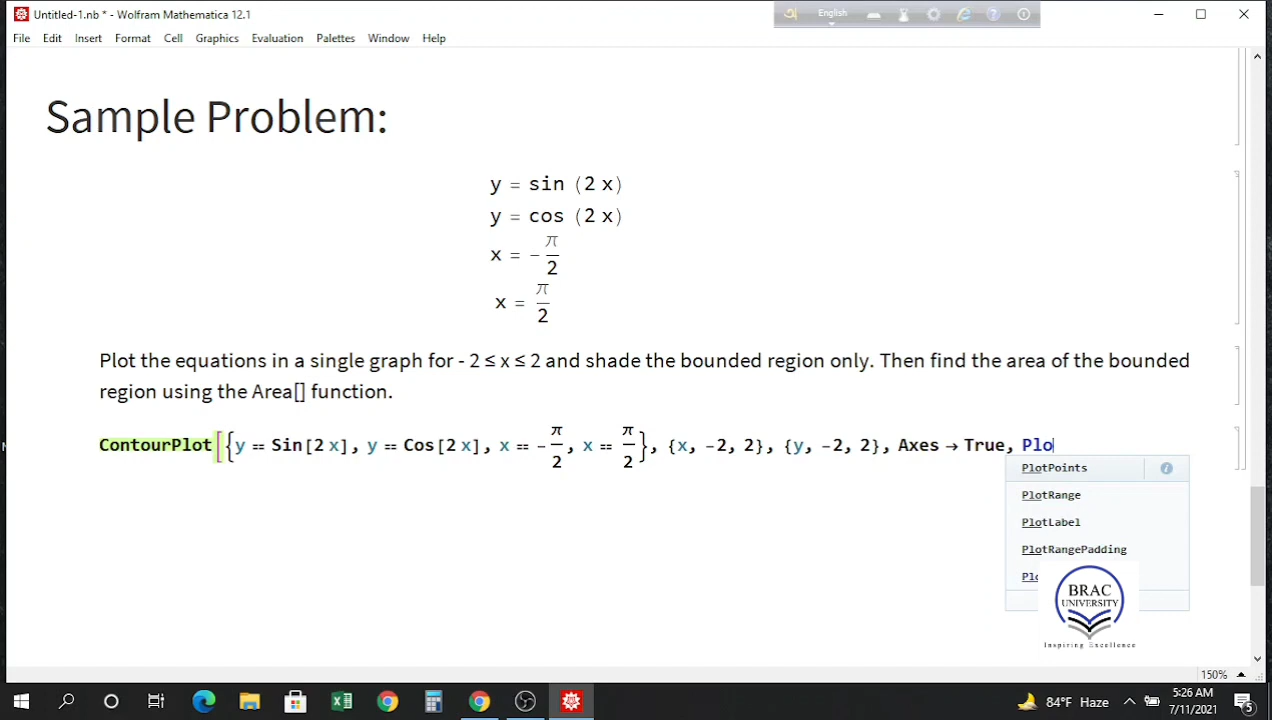 Untitled-1.nb * - Wolfram Mathematica 12.1
English
File Edit Insert Format Cell Graphics Evaluation Palettes Window Help
Sample Problem:
y = sin (2 x)
y = cos (2 x)
x = - π/2
x = π/2
Plot the equations in a single graph for - 2 ≤ x ≤ 2 and shade the bounded region only. Then find the area of the bounded
region using the Area[] function.
ContourPlot[{y == Sin[2 x], y == Cos[2 x], x == -π/2, x == π/2}, {x, -2, 2}, {y, -2, 2}, Axes → True, Plo
PlotPoints
PlotRange
PlotLabel
PlotRangePadding
BRAC
UNIVERSITY
Inspiring Excellence
150%
84°F Haze
5:26 AM
7/11/2021
5